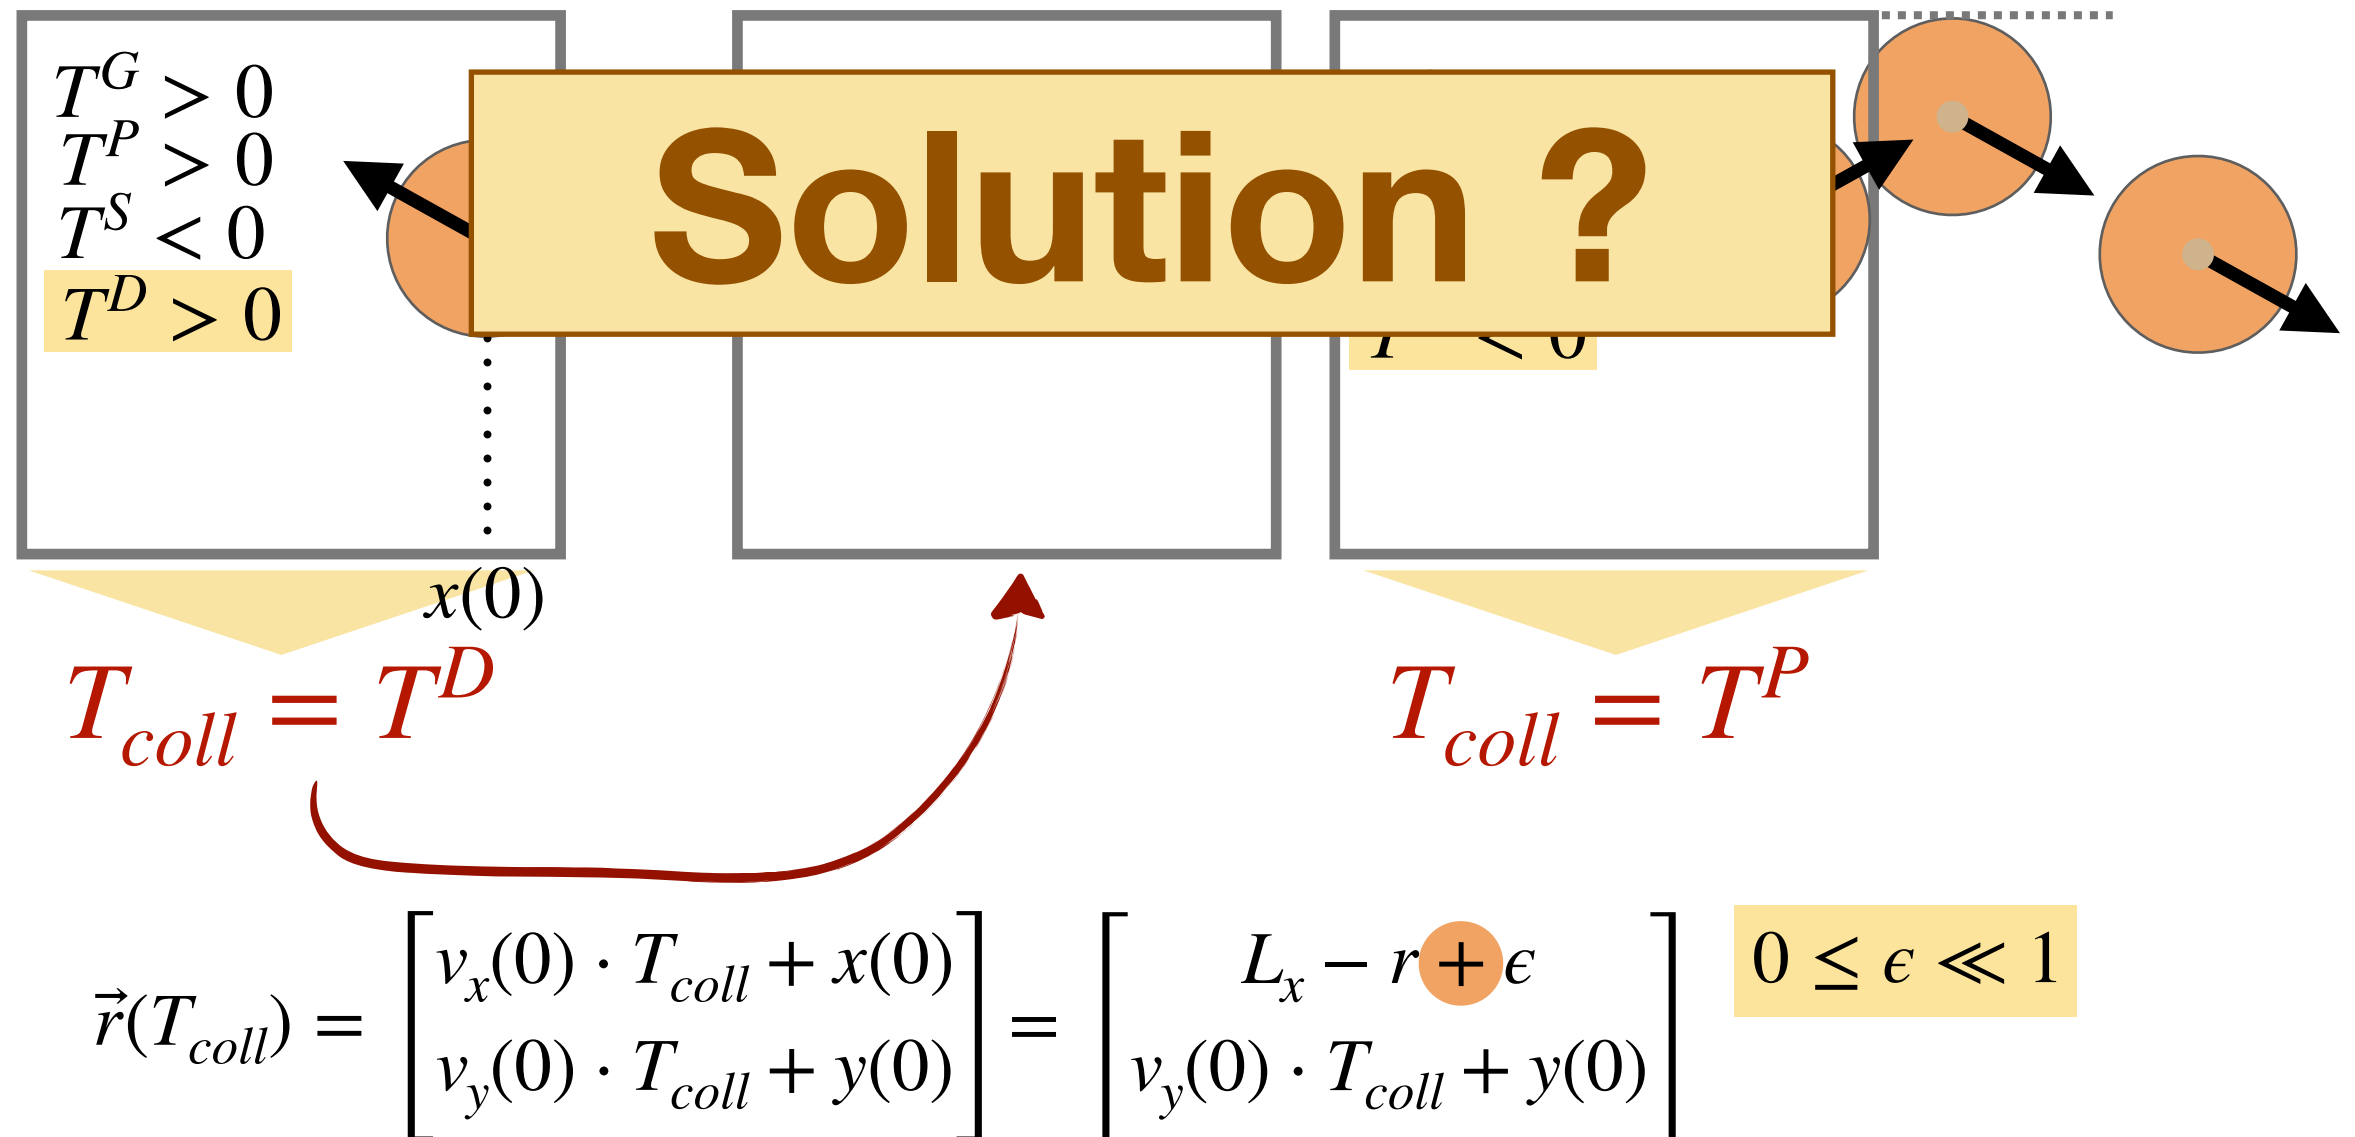 T^G > 0
T^P > 0
T^S < 0
T^D > 0
Solution ?
< 0
x(0)
T_coll = T^D
T_coll = T^P
r⃗(T_coll) = [v_x(0) · T_coll + x(0)] = [L_x − r + ϵ] 0 ≤ ϵ ≪ 1
[v_y(0) · T_coll + y(0)] [v_y(0) · T_coll + y(0)]